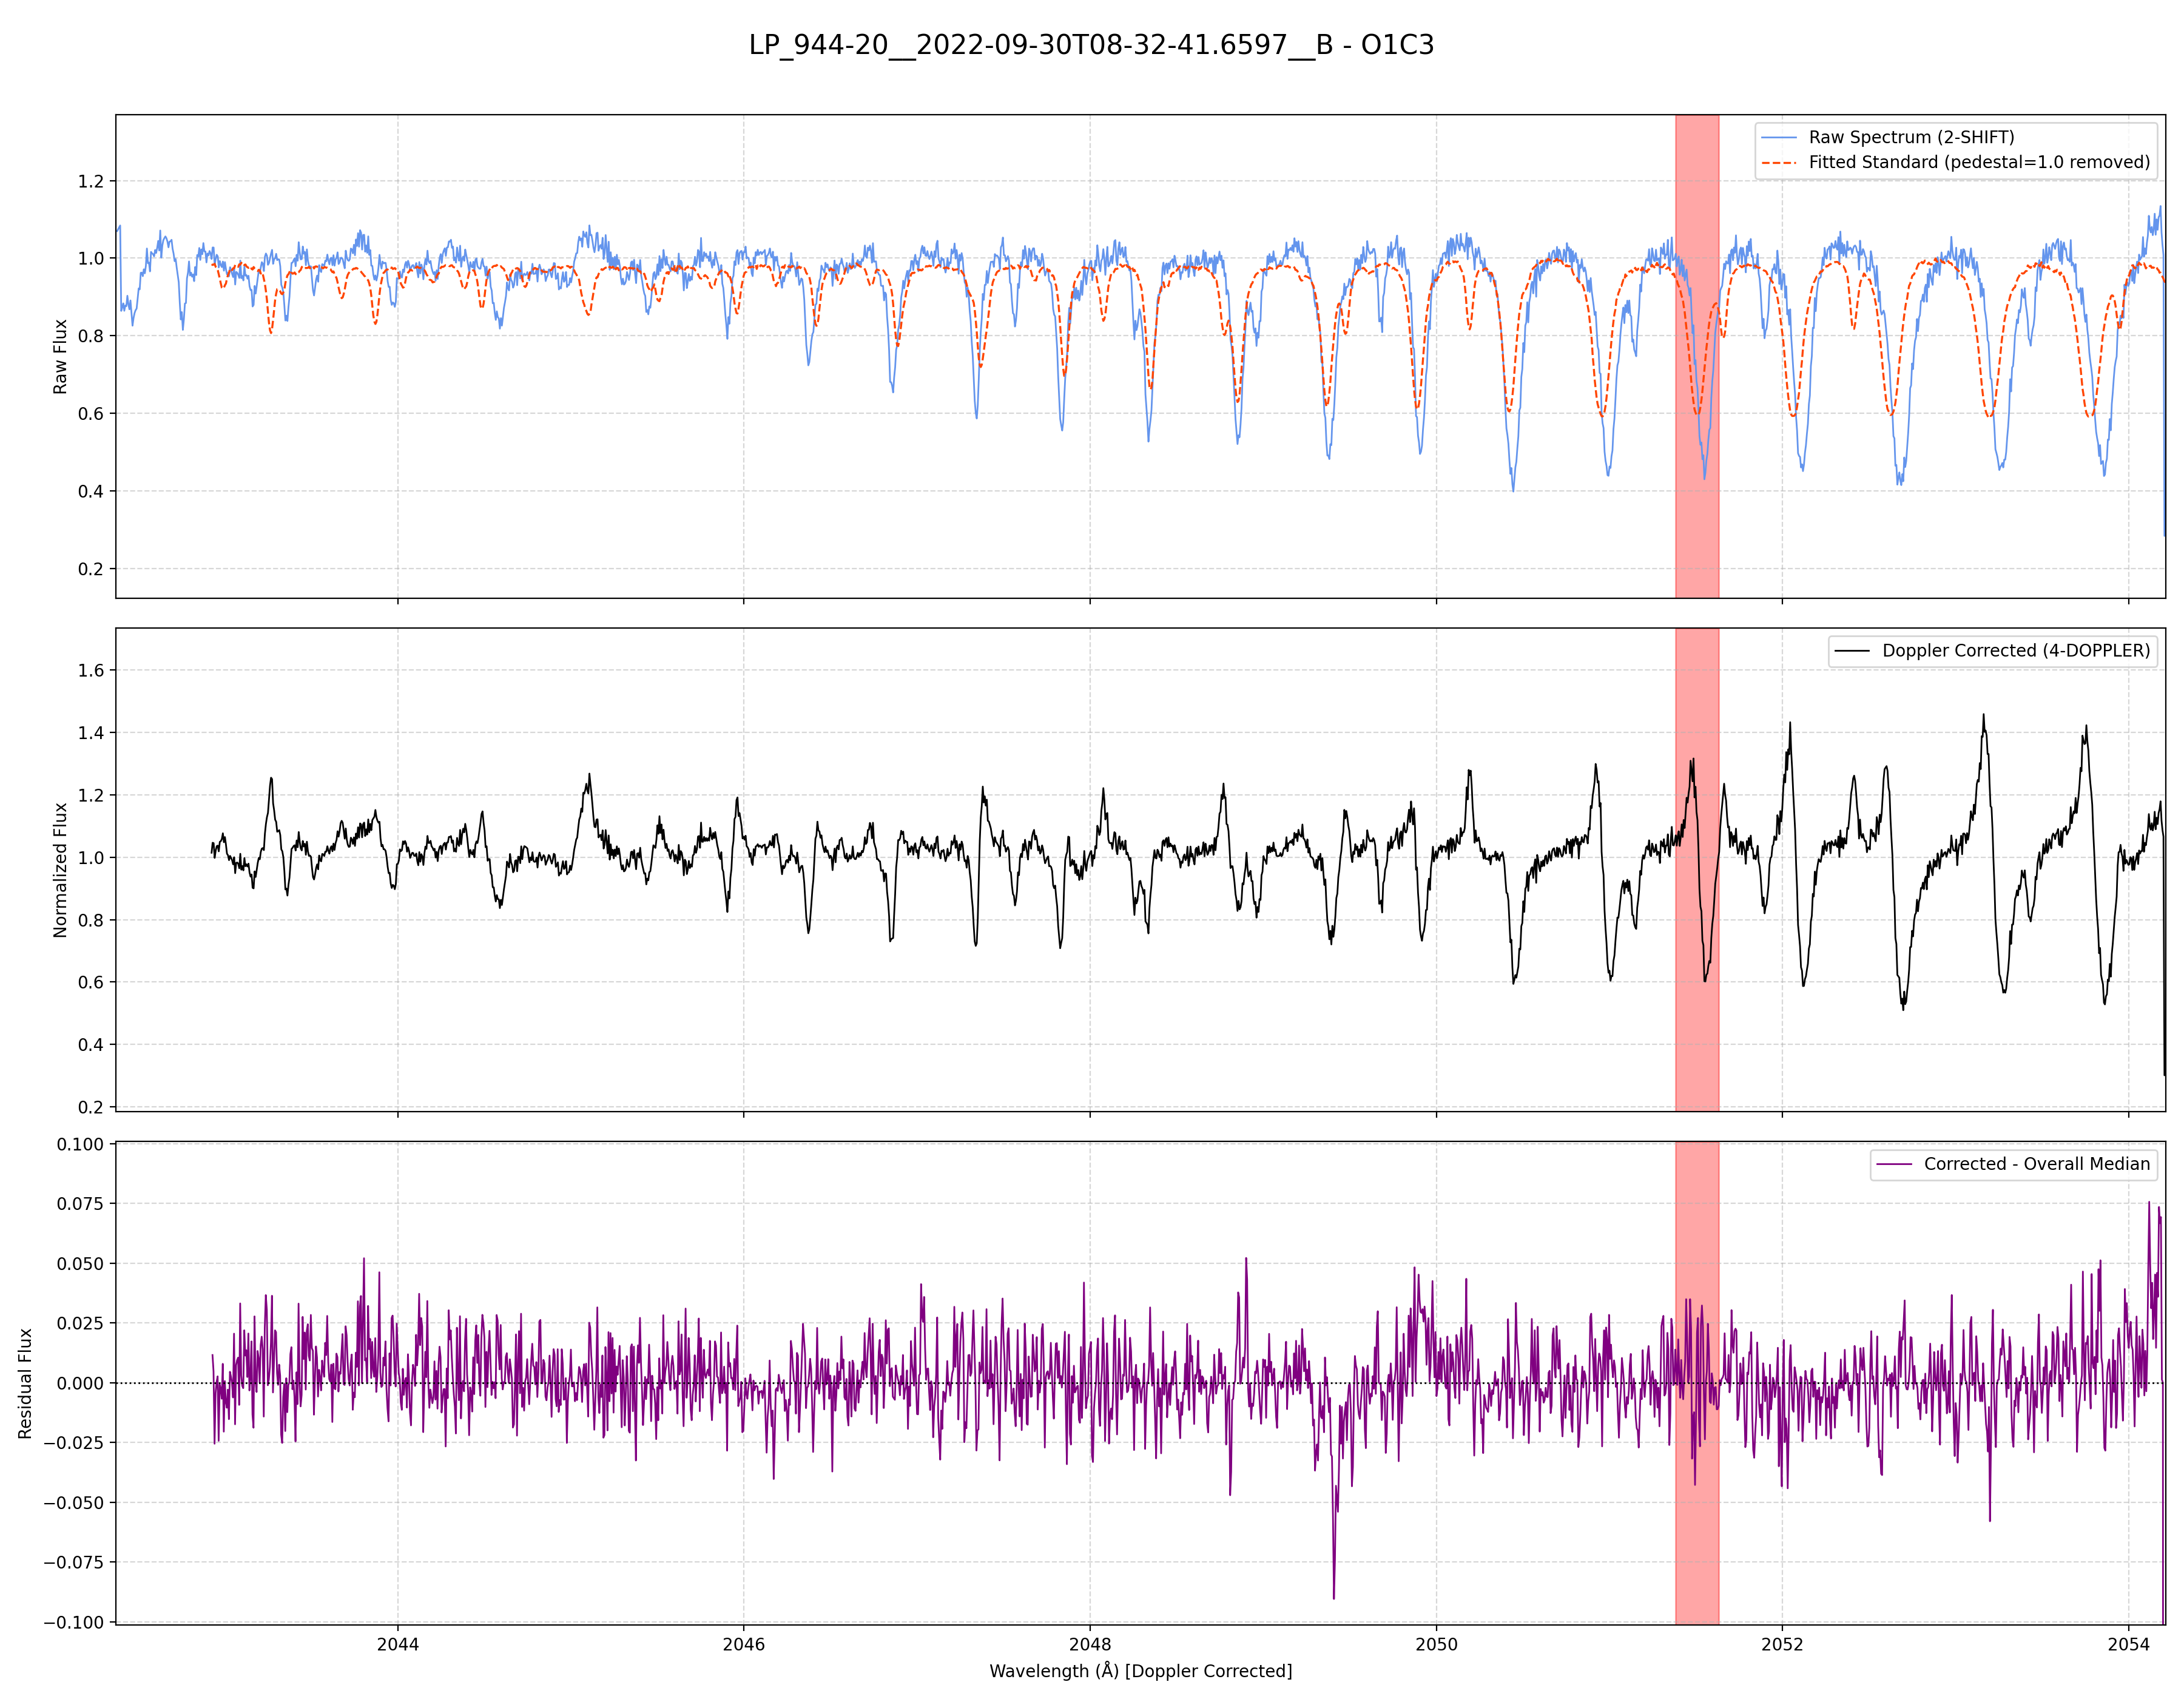 LP_944-20__2022-09-30T08-32-41.6597__B - O1C3
Raw Spectrum (2-SHIFT)
Fitted Standard (pedestal=1.0 removed)
Raw Flux
1.2
1.0
0.8
0.6
0.4
0.2
Doppler Corrected (4-DOPPLER)
Normalized Flux
1.6
1.4
1.2
1.0
0.8
0.6
0.4
0.2
Corrected - Overall Median
Residual Flux
0.100
0.075
0.050
0.025
0.000
−0.025
−0.050
−0.075
−0.100
2044 2046 2048 2050 2052 2054
Wavelength (Å) [Doppler Corrected]